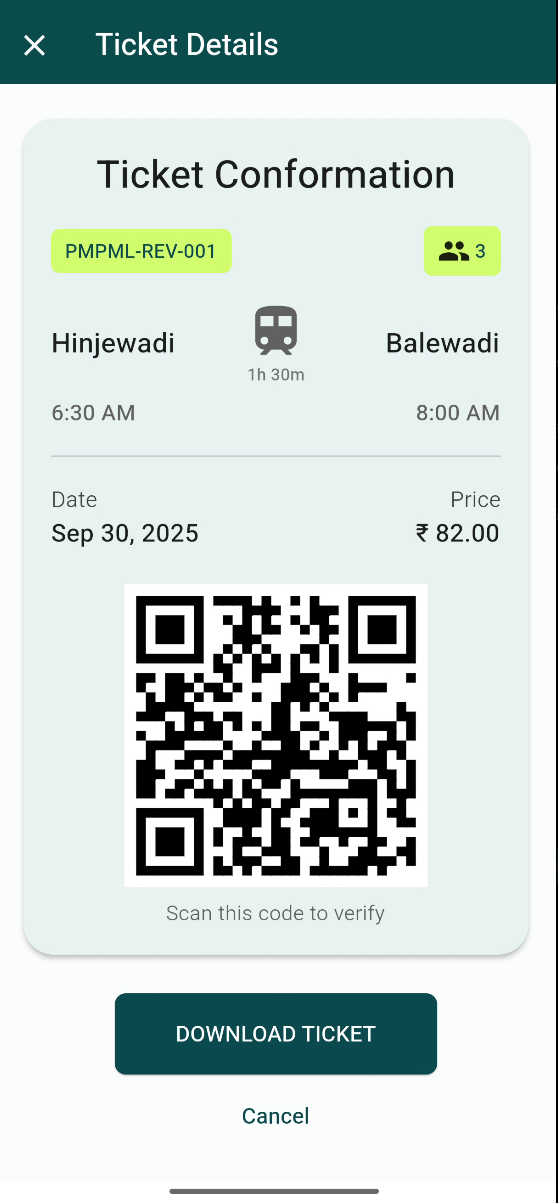 Ticket Details
Ticket Conformation
PMPML-REV-001
3
Hinjewadi
Balewadi
1h 30m
6:30 AM
8:00 AM
Date
Price
Sep 30, 2025
₹ 82.00
Scan this code to verify
DOWNLOAD TICKET
Cancel